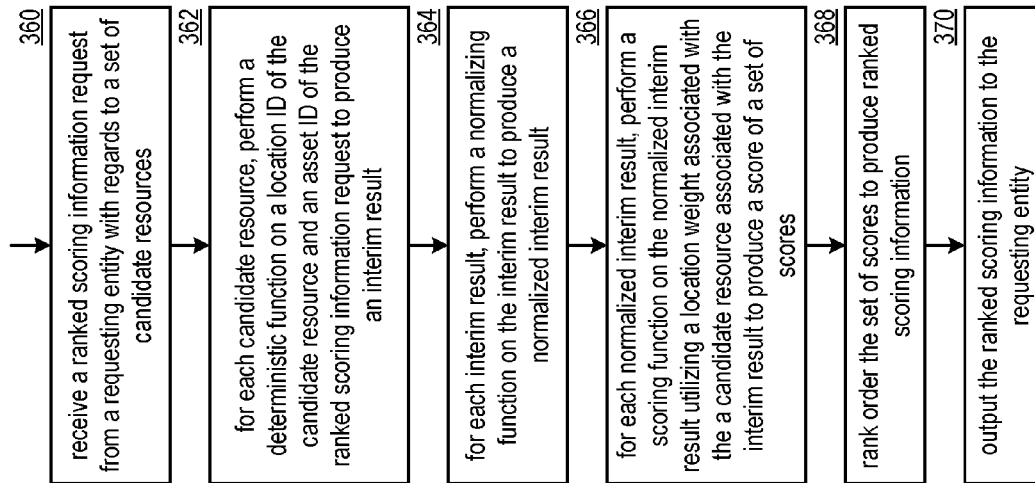 360
receive a ranked scoring information request
from a requesting entity with regards to a set of
candidate resources
362
for each candidate resource, perform a
deterministic function on a location ID of the
candidate resource and an asset ID of the
ranked scoring information request to produce
an interim result
364
for each interim result, perform a normalizing
function on the interim result to produce a
normalized interim result
366
for each normalized interim result, perform a
scoring function on the normalized interim
result utilizing a location weight associated with
the a candidate resource associated with the
interim result to produce a score of a set of
scores
368
rank order the set of scores to produce ranked
scoring information
370
output the ranked scoring information to the
requesting entity